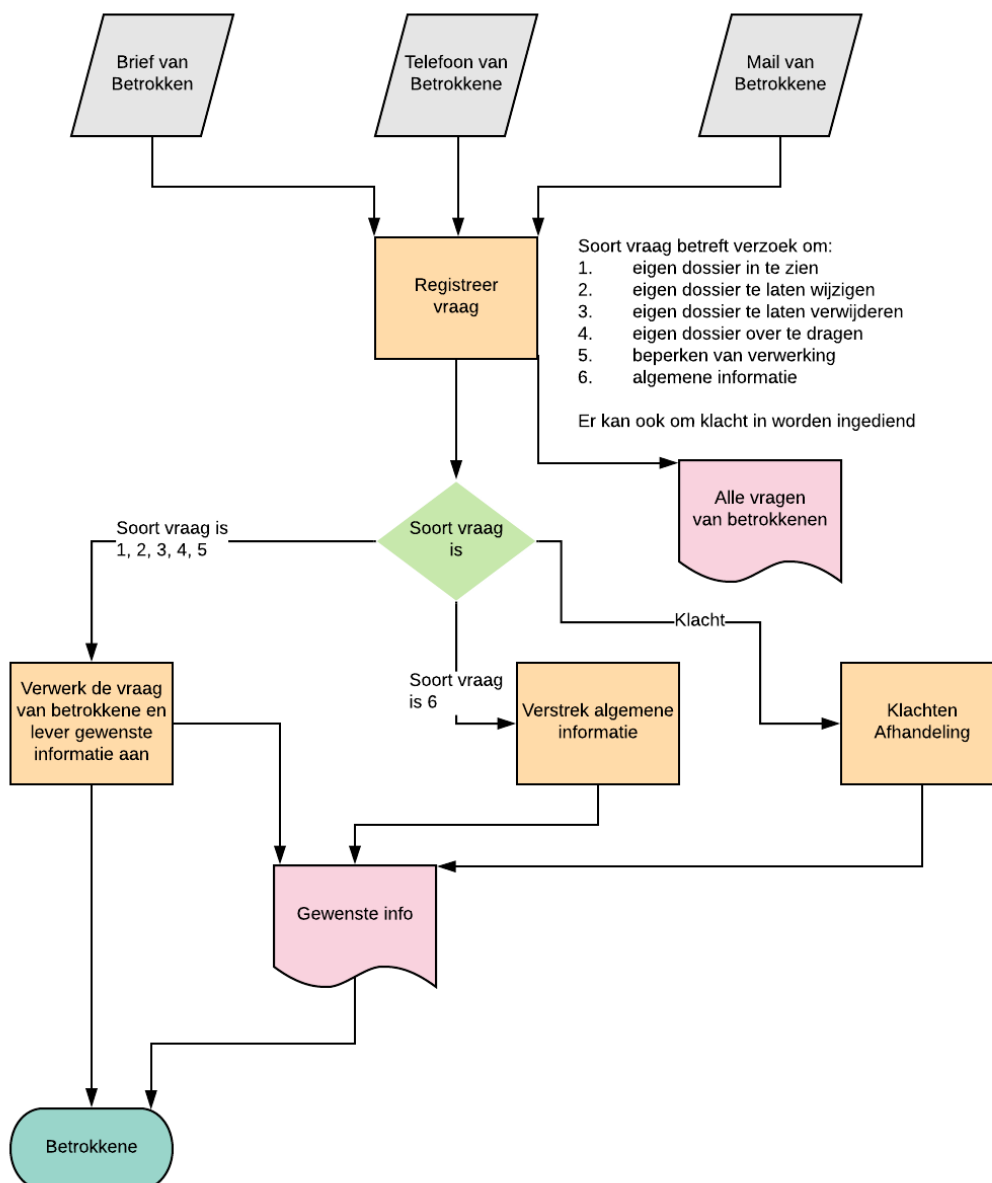 Brief van
Betrokken
Telefoon van
Betrokkene
Mail van
Betrokkene
Registreer
vraag
Soort vraag betreft verzoek om:
1. eigen dossier in te zien
2. eigen dossier te laten wijzigen
3. eigen dossier te laten verwijderen
4. eigen dossier over te dragen
5. beperken van verwerking
6. algemene informatie
Er kan ook om klacht in worden ingediend
Alle vragen
van betrokkenen
Soort vraag
is
Soort vraag is
1, 2, 3, 4, 5
Klacht
Soort vraag
is 6
Verwerk de vraag
van betrokkene en
lever gewenste
informatie aan
Verstrek algemene
informatie
Klachten
Afhandeling
Gewenste info
Betrokkene